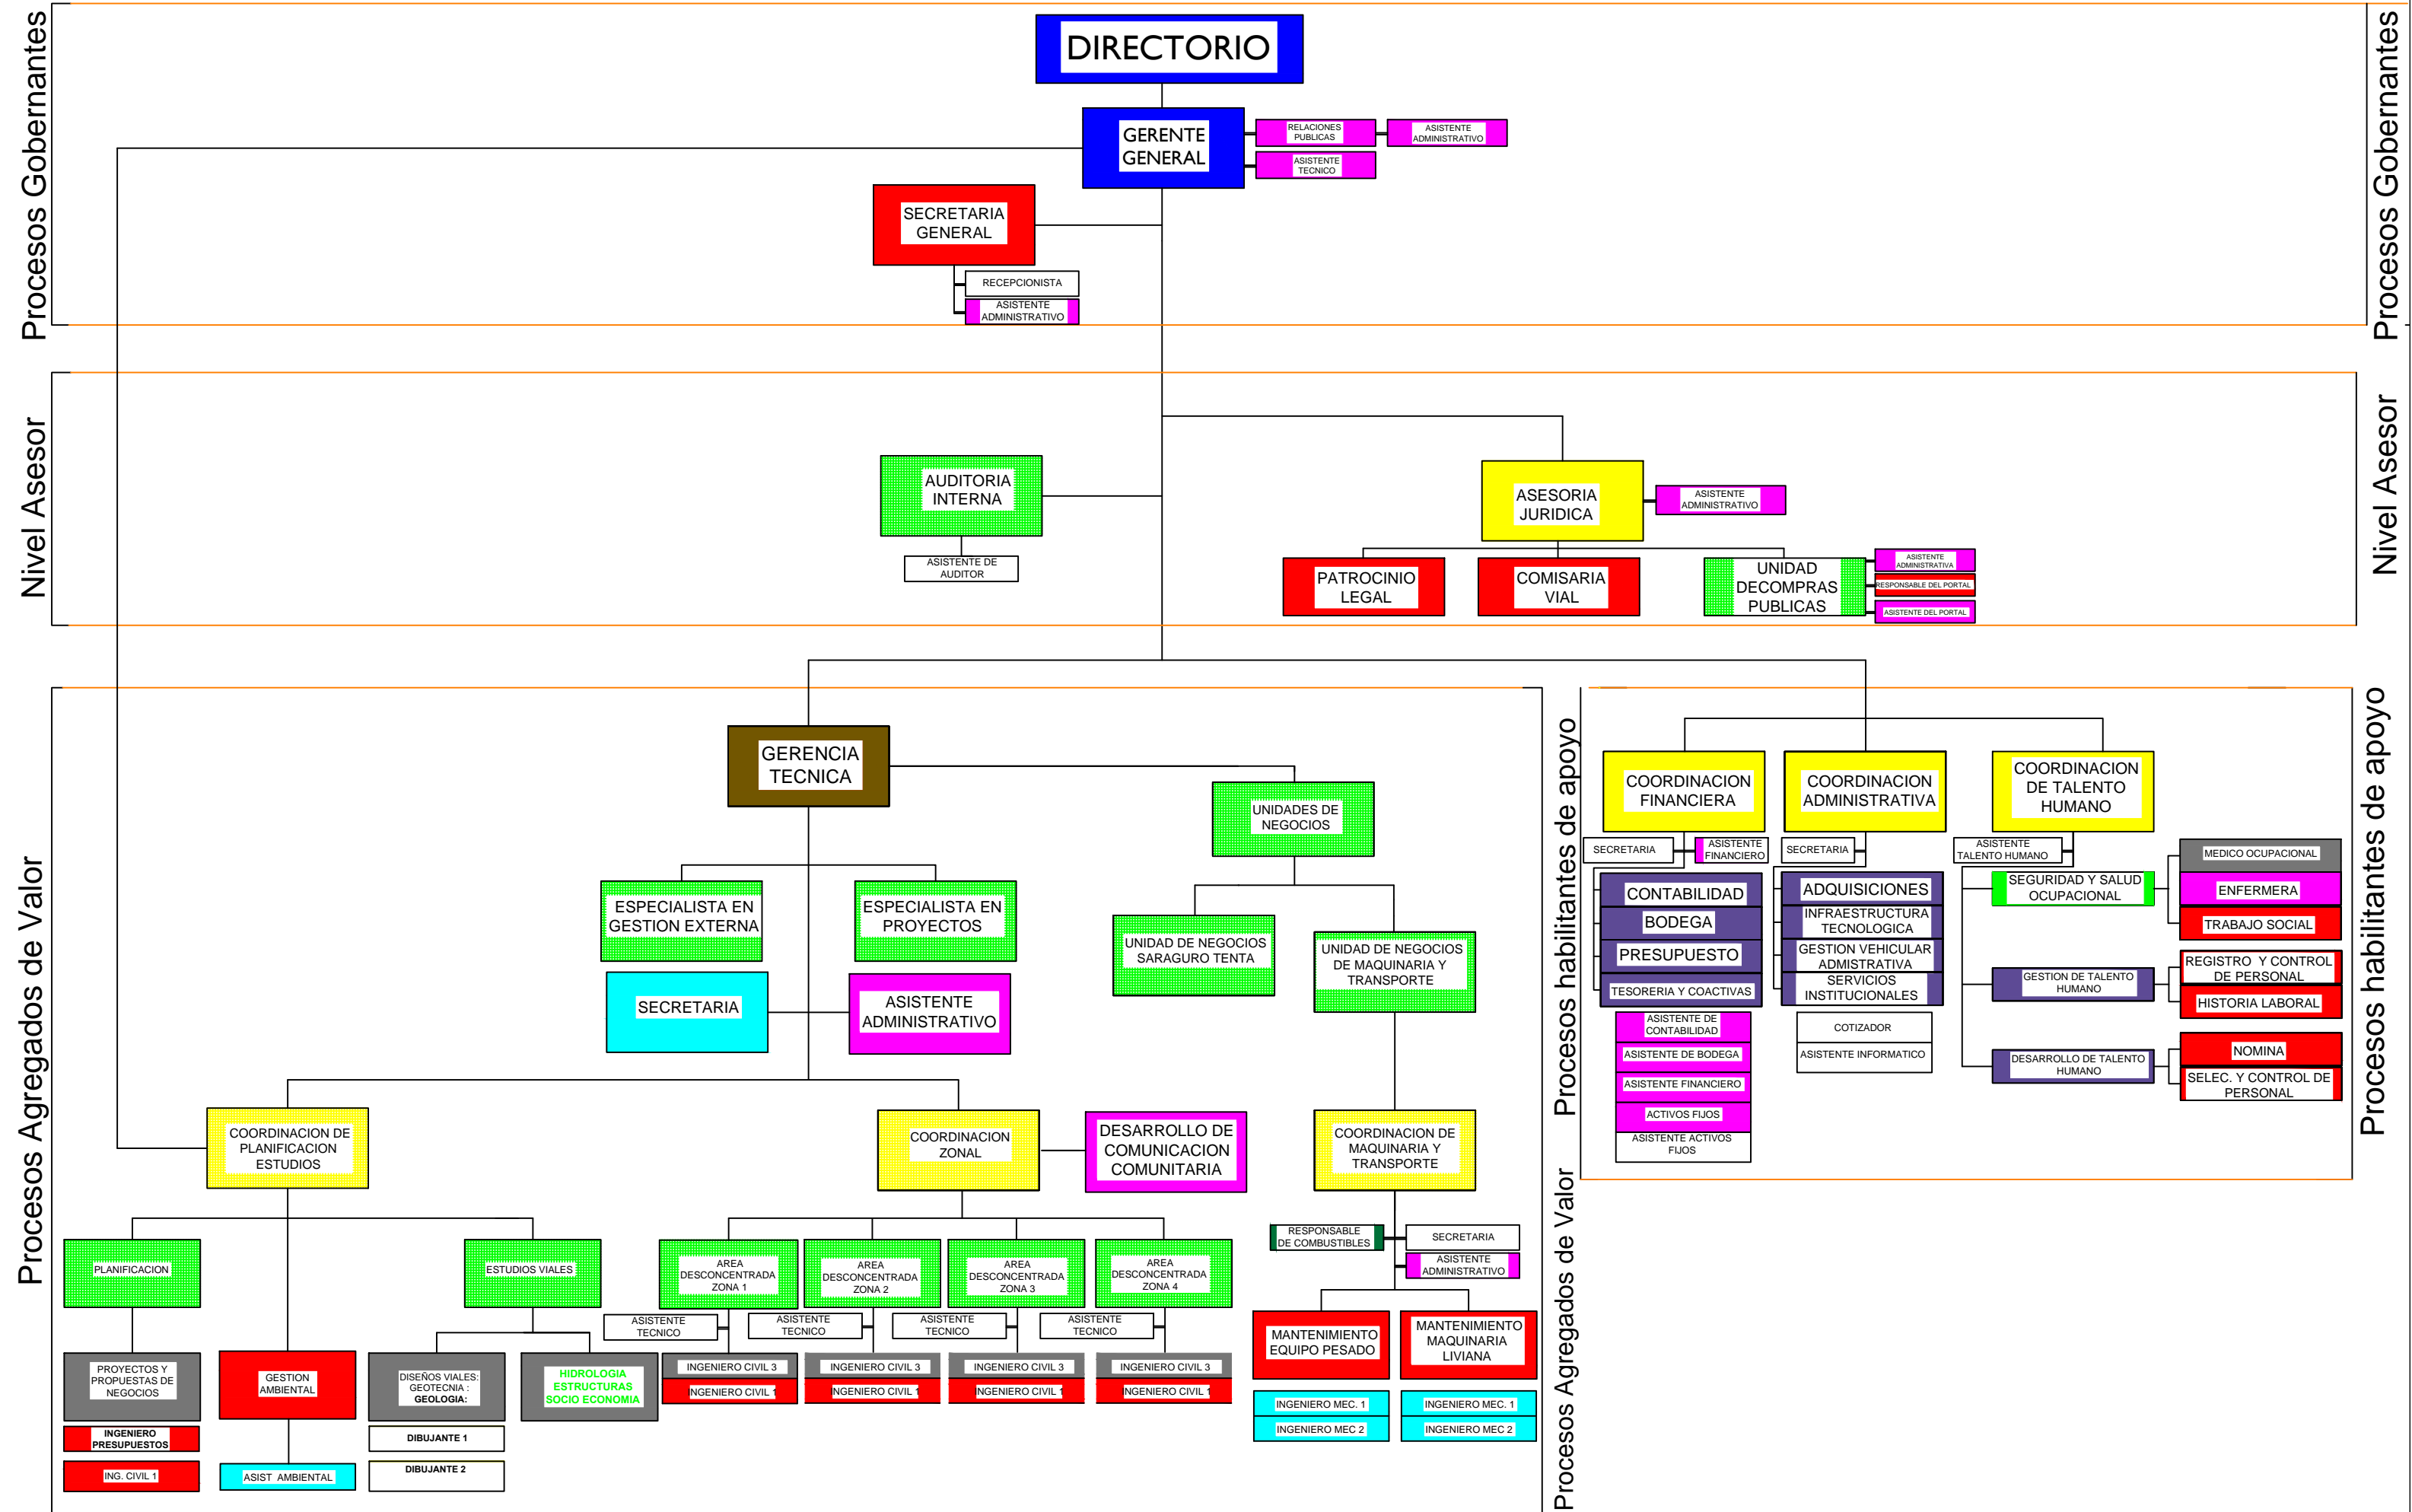 Procesos Gobernantes
Procesos Gobernantes
DIRECTORIO
GERENTE
GENERAL
RELACIONES
PUBLICAS
ASISTENTE
ADMINISTRATIVO
ASISTENTE
TECNICO
SECRETARIA
GENERAL
RECEPCIONISTA
ASISTENTE
ADMINISTRATIVO
Nivel Asesor
Nivel Asesor
AUDITORIA
INTERNA
ASISTENTE DE
AUDITOR
ASESORIA
JURIDICA
ASISTENTE
ADMINISTRATIVO
PATROCINIO
LEGAL
COMISARIA
VIAL
UNIDAD
DECOMPRAS
PUBLICAS
ASISTENTE
ADMINISTRATIVA
RESPONSABLE DEL PORTAL
ASISTENTE DEL PORTAL
Procesos Agregados de Valor
GERENCIA
TECNICA
UNIDADES DE
NEGOCIOS
ESPECIALISTA EN
GESTION EXTERNA
ESPECIALISTA EN
PROYECTOS
UNIDAD DE NEGOCIOS
SARAGURO TENTA
UNIDAD DE NEGOCIOS
DE MAQUINARIA Y
TRANSPORTE
SECRETARIA
ASISTENTE
ADMINISTRATIVO
COORDINACION DE
PLANIFICACION
ESTUDIOS
COORDINACION
ZONAL
DESARROLLO DE
COMUNICACION
COMUNITARIA
COORDINACION DE
MAQUINARIA Y
TRANSPORTE
PLANIFICACION
ESTUDIOS VIALES
AREA
DESCONCENTRADA
ZONA 1
AREA
DESCONCENTRADA
ZONA 2
AREA
DESCONCENTRADA
ZONA 3
AREA
DESCONCENTRADA
ZONA 4
RESPONSABLE
DE COMBUSTIBLES
SECRETARIA
ASISTENTE
ADMINISTRATIVO
ASISTENTE
TECNICO
ASISTENTE
TECNICO
ASISTENTE
TECNICO
ASISTENTE
TECNICO
MANTENIMIENTO
EQUIPO PESADO
MANTENIMIENTO
MAQUINARIA
LIVIANA
PROYECTOS Y
PROPUESTAS DE
NEGOCIOS
GESTION
AMBIENTAL
DISEÑOS VIALES:
GEOTECNIA :
GEOLOGIA:
HIDROLOGIA
ESTRUCTURAS
SOCIO ECONOMIA
INGENIERO CIVIL 3
INGENIERO CIVIL 1
INGENIERO CIVIL 3
INGENIERO CIVIL 1
INGENIERO CIVIL 3
INGENIERO CIVIL 1
INGENIERO CIVIL 3
INGENIERO CIVIL 1
INGENIERO MEC. 1
INGENIERO MEC 2
INGENIERO MEC. 1
INGENIERO MEC 2
INGENIERO
PRESUPUESTOS
ING. CIVIL 1
ASIST AMBIENTAL
DIBUJANTE 1
DIBUJANTE 2
Procesos Agregados de Valor
Procesos habilitantes de apoyo
Procesos habilitantes de apoyo
COORDINACION
FINANCIERA
COORDINACION
ADMINISTRATIVA
COORDINACION
DE TALENTO
HUMANO
SECRETARIA
ASISTENTE
FINANCIERO
SECRETARIA
ASISTENTE
TALENTO HUMANO
CONTABILIDAD
BODEGA
PRESUPUESTO
TESORERIA Y COACTIVAS
ASISTENTE DE
CONTABILIDAD
ASISTENTE DE BODEGA
ASISTENTE FINANCIERO
ACTIVOS FIJOS
ASISTENTE ACTIVOS
FIJOS
ADQUISICIONES
INFRAESTRUCTURA
TECNOLOGICA
GESTION VEHICULAR
ADMISTRATIVA
SERVICIOS
INSTITUCIONALES
COTIZADOR
ASISTENTE INFORMATICO
SEGURIDAD Y SALUD
OCUPACIONAL
MEDICO OCUPACIONAL
ENFERMERA
TRABAJO SOCIAL
GESTION DE TALENTO
HUMANO
REGISTRO Y CONTROL
DE PERSONAL
HISTORIA LABORAL
DESARROLLO DE TALENTO
HUMANO
NOMINA
SELEC. Y CONTROL DE
PERSONAL